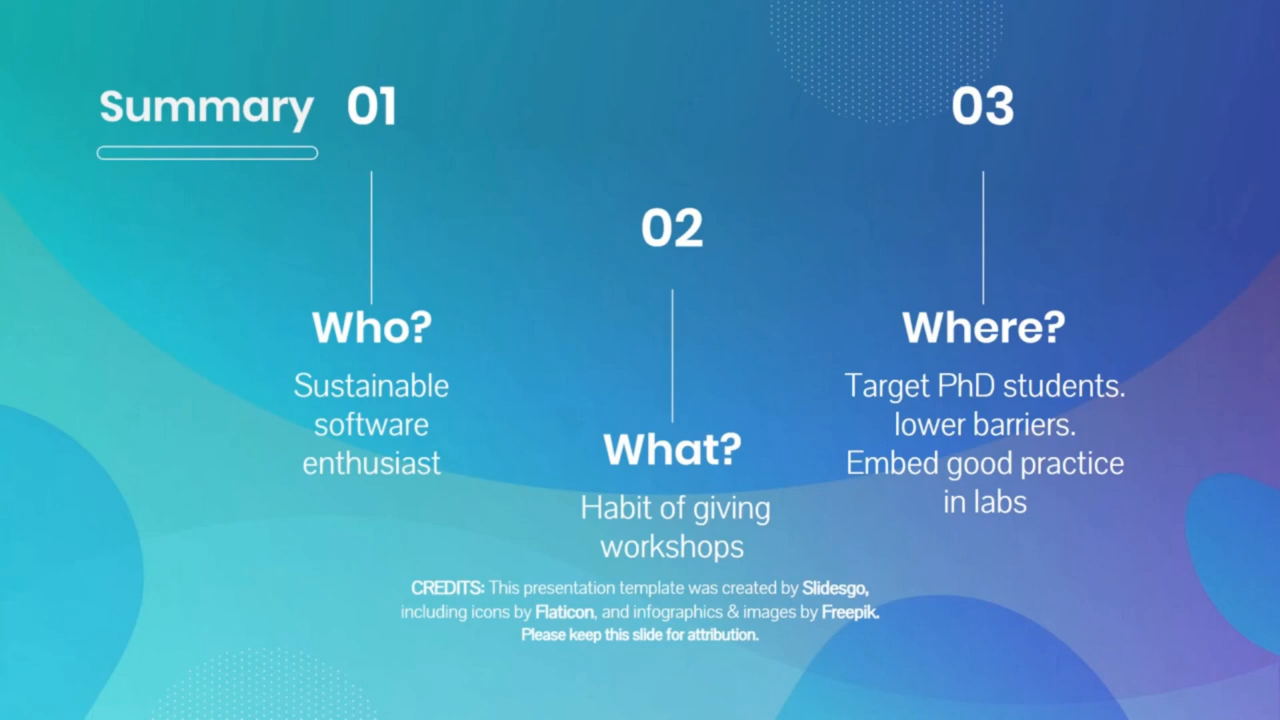 Summary
01
Who?
Sustainable
software
enthusiast
02
What?
Habit of giving
workshops
03
Where?
Target PhD students.
lower barriers.
Embed good practice
in labs
CREDITS: This presentation template was created by Slidesgo,
including icons by Flaticon, and infographics & images by Freepik.
Please keep this slide for attribution.